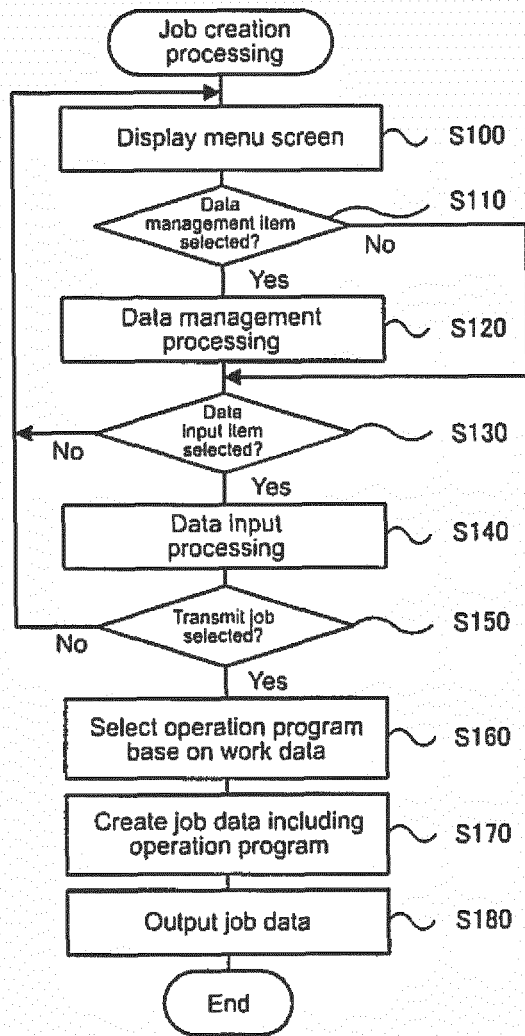 Job creation
processing
Display menu screen
S100
Data
management item
selected?
S110
No
Yes
Data management
processing
S120
Data
input item
selected?
S130
No
Yes
Data input
processing
S140
Transmit job
selected?
S150
No
Yes
Select operation program
base on work data
S160
Create job data including
operation program
S170
Output job data
S180
End